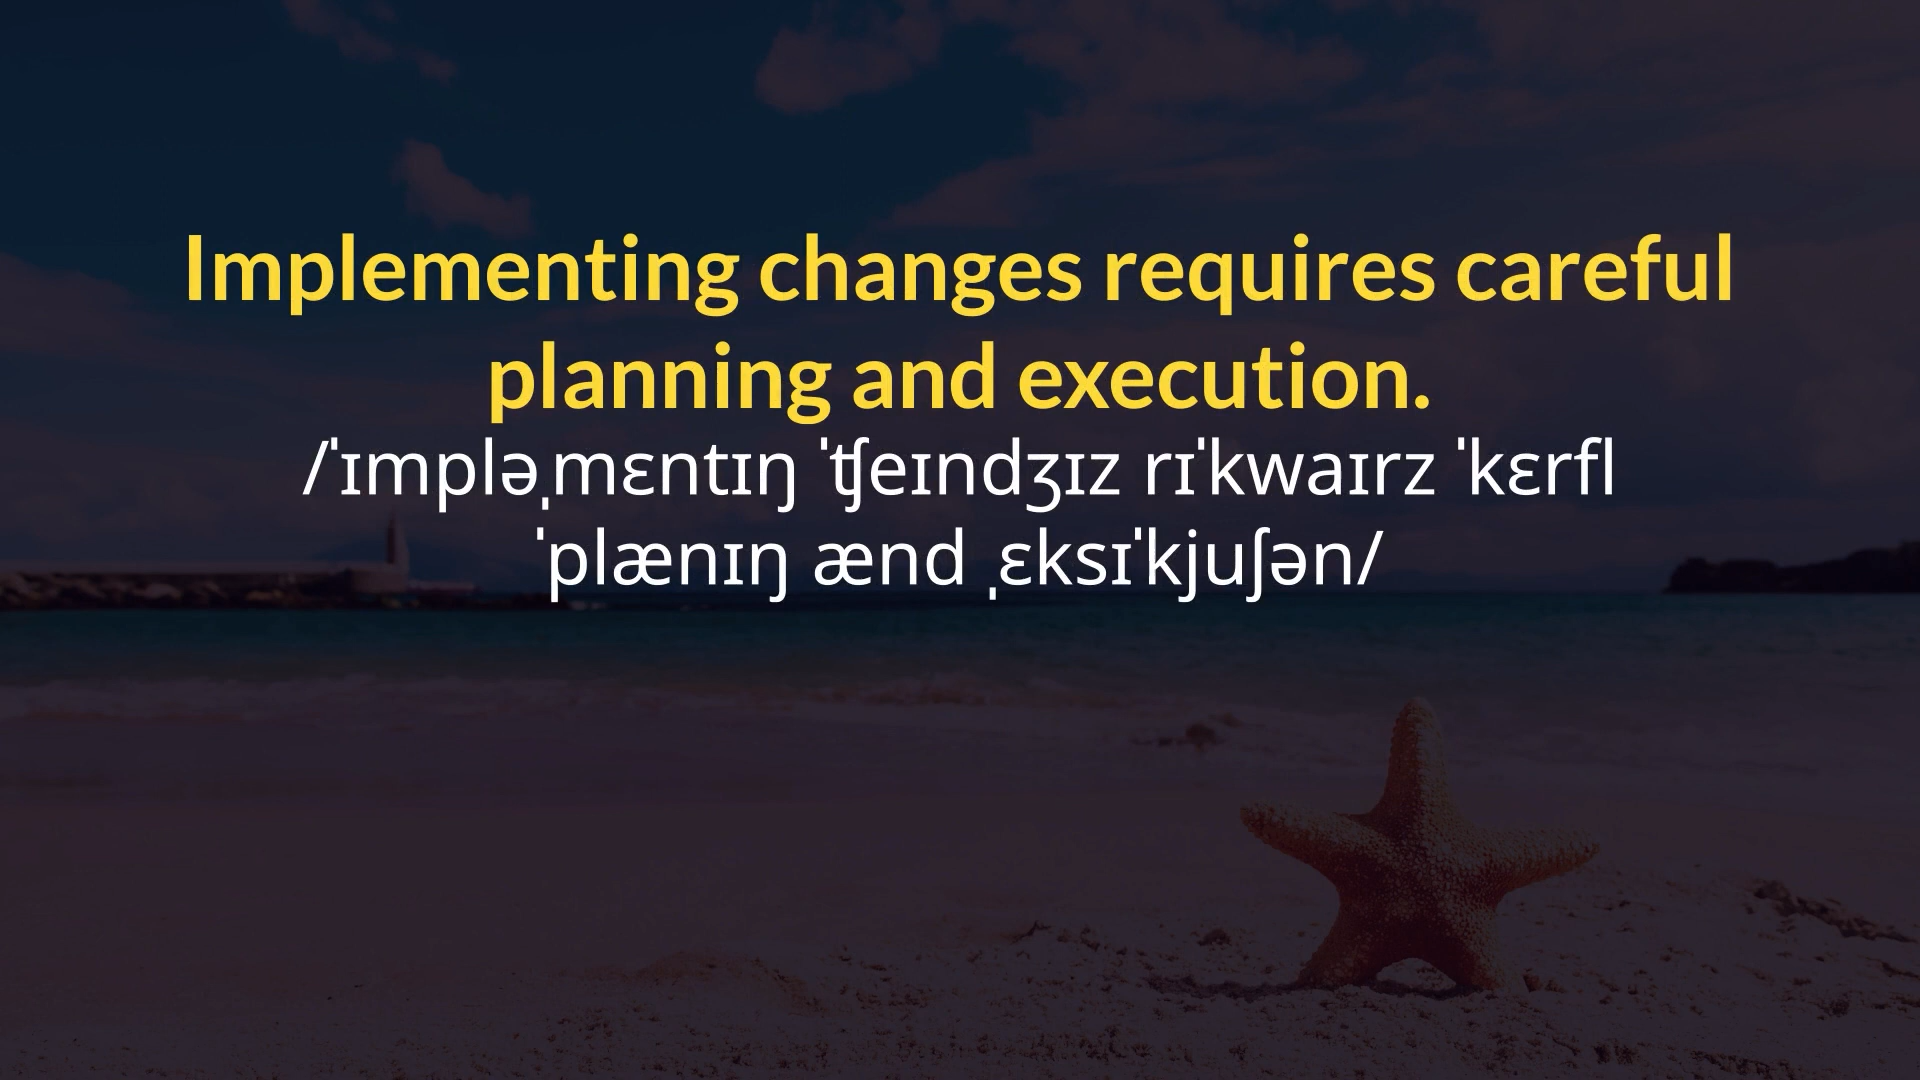 Implementing changes requires careful
planning and execution.
/ˈɪmpləˌmɛntɪŋ ˈʧeɪndʒɪz rɪˈkwaɪrz ˈkɛrfl
ˈplænɪŋ ænd ˌɛksɪˈkjuʃən/